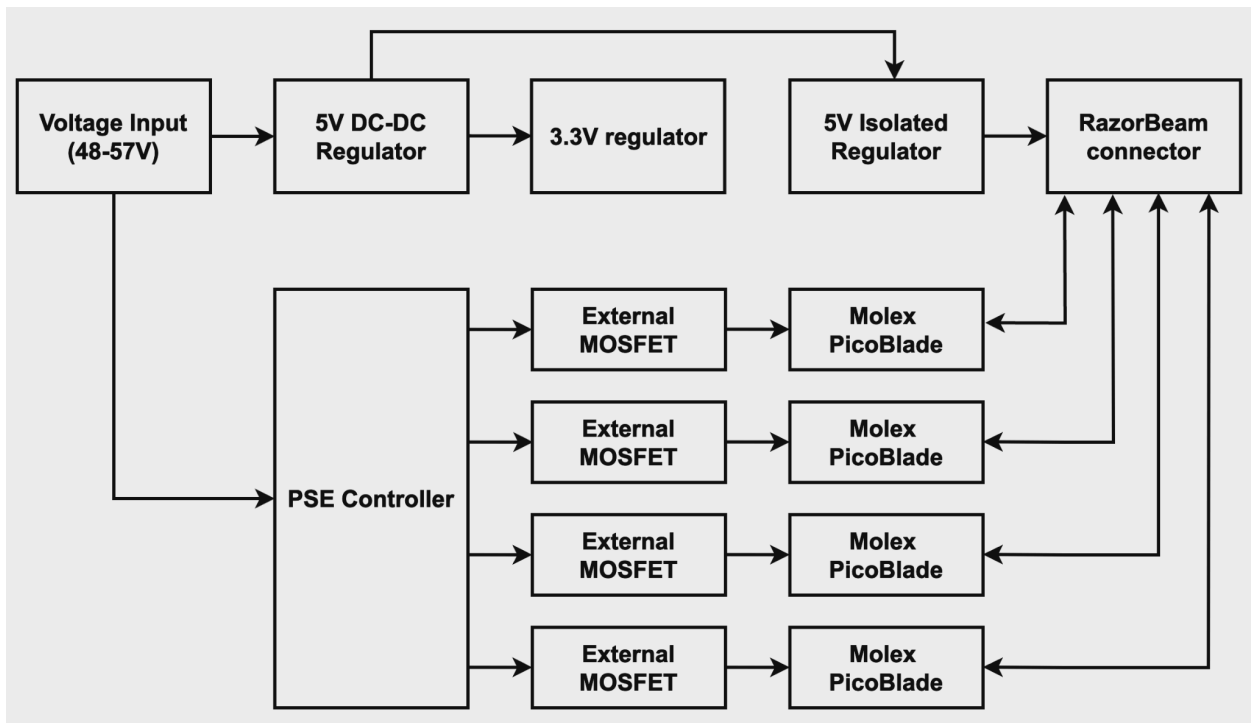 Voltage Input
(48-57V)
5V DC-DC
Regulator
3.3V regulator
5V Isolated
Regulator
RazorBeam
connector
PSE Controller
External
MOSFET
Molex
PicoBlade
External
MOSFET
Molex
PicoBlade
External
MOSFET
Molex
PicoBlade
External
MOSFET
Molex
PicoBlade